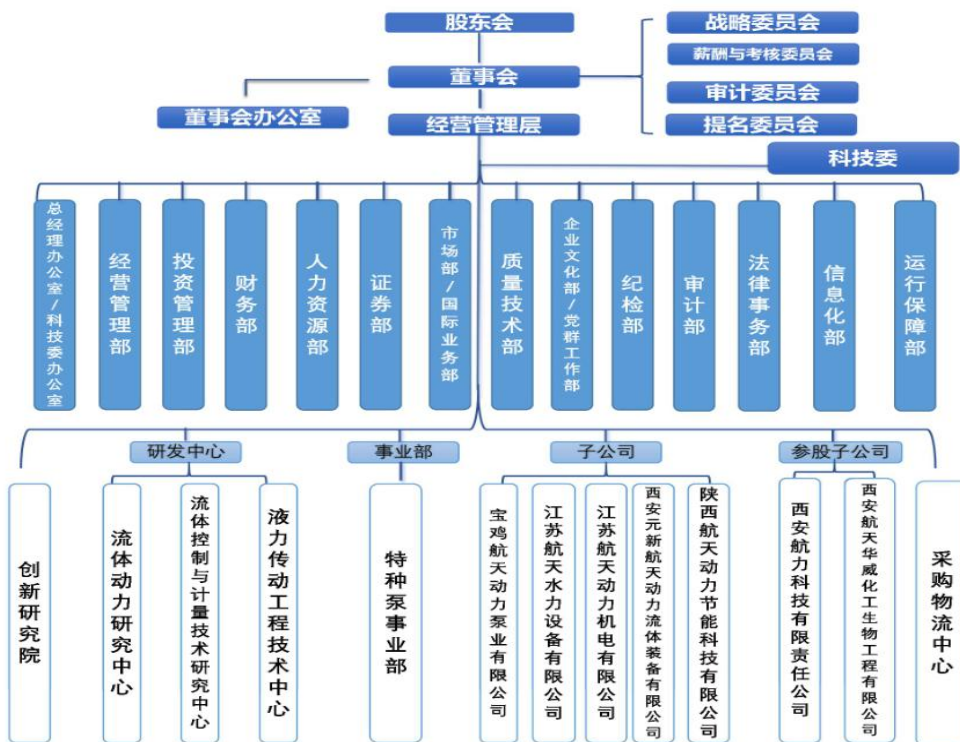 股东会
董事会
董事会办公室
经营管理层
战略委员会
薪酬与考核委员会
审计委员会
提名委员会
科技委
总经理办公室/科技委办公室
经营管理部
投资管理部
财务部
人力资源部
证券部
市场部/国际业务部
质量技术部
企业文化部/党群工作部
纪检部
审计部
法律事务部
信息化部
运行保障部
研发中心
事业部
子公司
参股子公司
创新研究院
流体动力研究中心
流体控制与计量技术研究中心
液力传动工程技术中心
特种泵事业部
宝鸡航天动力泵业有限公司
江苏航天水力设备有限公司
江苏航天动力机电有限公司
西安元新航天动力流体装备有限公司
陕西航天动力节能科技有限公司
西安航力科技有限责任公司
西安航天华威化工生物工程有限公司
采购物流中心